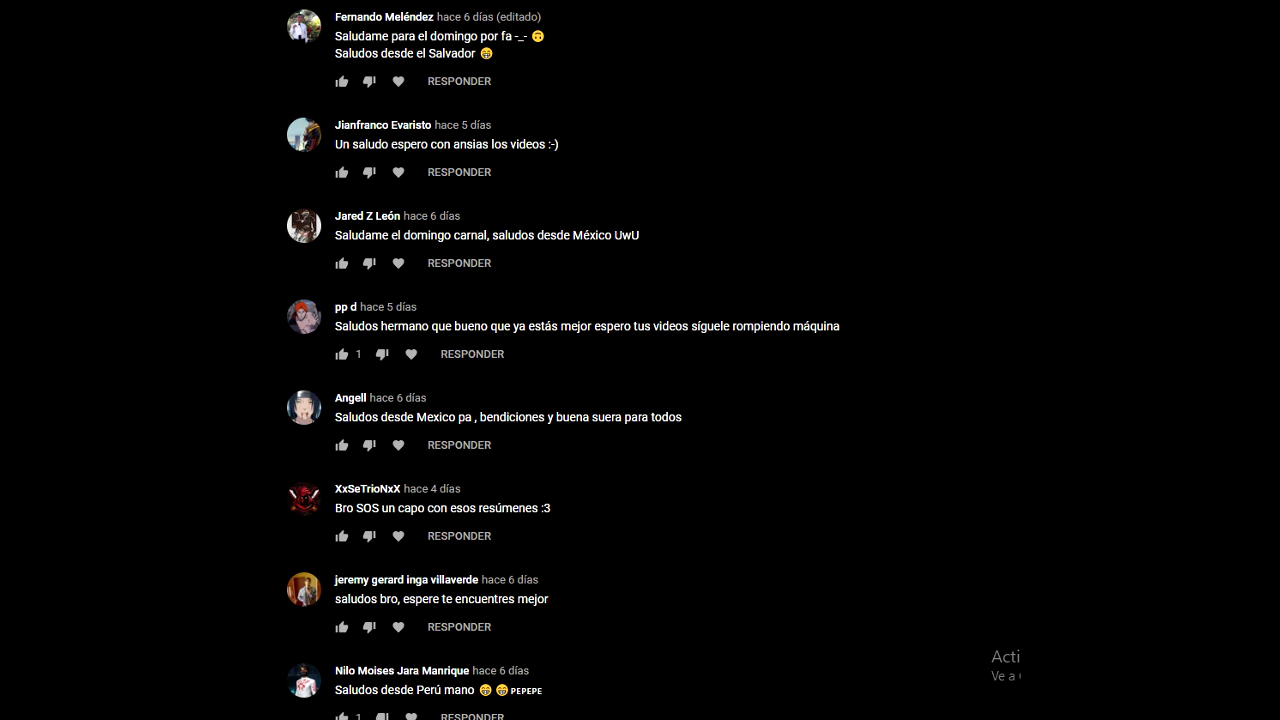 Fernando Meléndez hace 6 días (editado)
Saludame para el domingo por fa -_- 🙃
Saludos desde el Salvador 😁
RESPONDER
Jianfranco Evaristo hace 5 días
Un saludo espero con ansias los videos :-)
RESPONDER
Jared Z León hace 6 días
Saludame el domingo carnal, saludos desde México UwU
RESPONDER
pp d hace 5 días
Saludos hermano que bueno que ya estás mejor espero tus videos síguele rompiendo máquina
1 RESPONDER
Angell hace 6 días
Saludos desde Mexico pa , bendiciones y buena suera para todos
RESPONDER
XxSeTrioNxX hace 4 días
Bro SOS un capo con esos resúmenes :3
RESPONDER
jeremy gerard inga villaverde hace 6 días
saludos bro, espere te encuentres mejor
RESPONDER
Nilo Moises Jara Manrique hace 6 días
Saludos desde Perú mano 😁 😁 ᴘᴇᴘᴇᴘᴇ
1 RESPONDER
Acti
Ve a